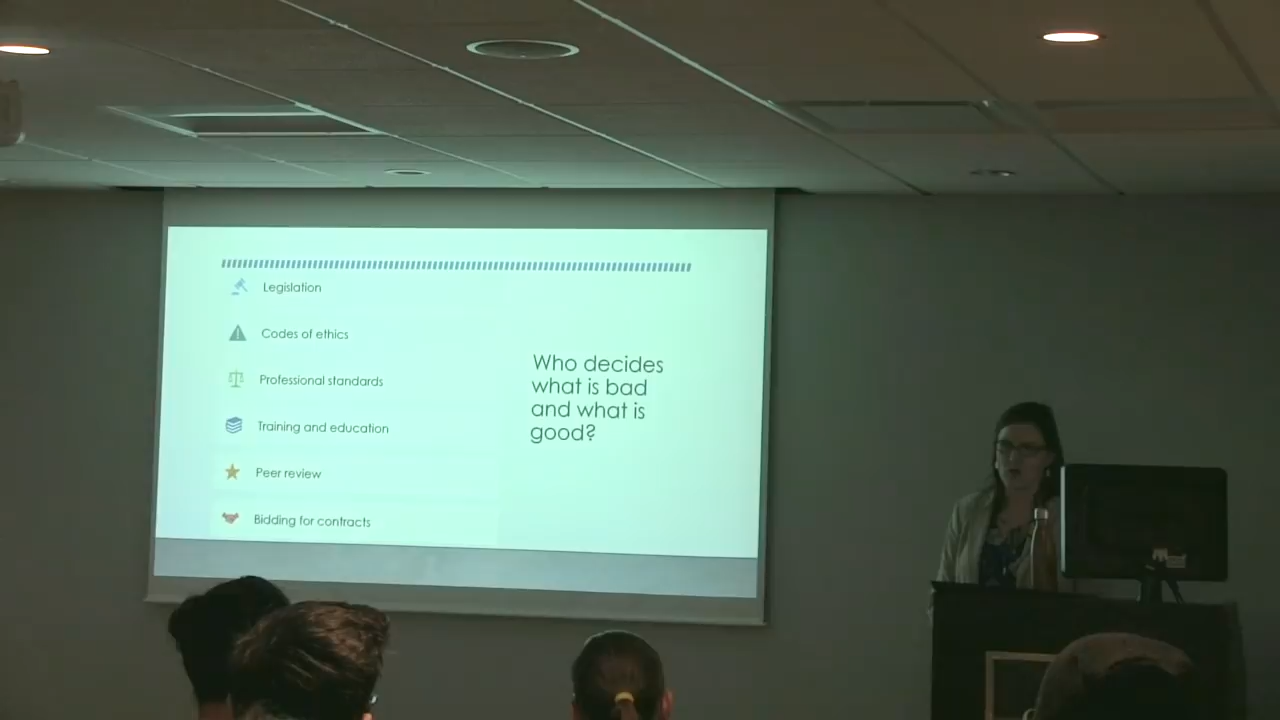 Legislation
Codes of ethics
Professional standards
Training and education
Peer review
Bidding for contracts
Who decides
what is bad
and what is
good?